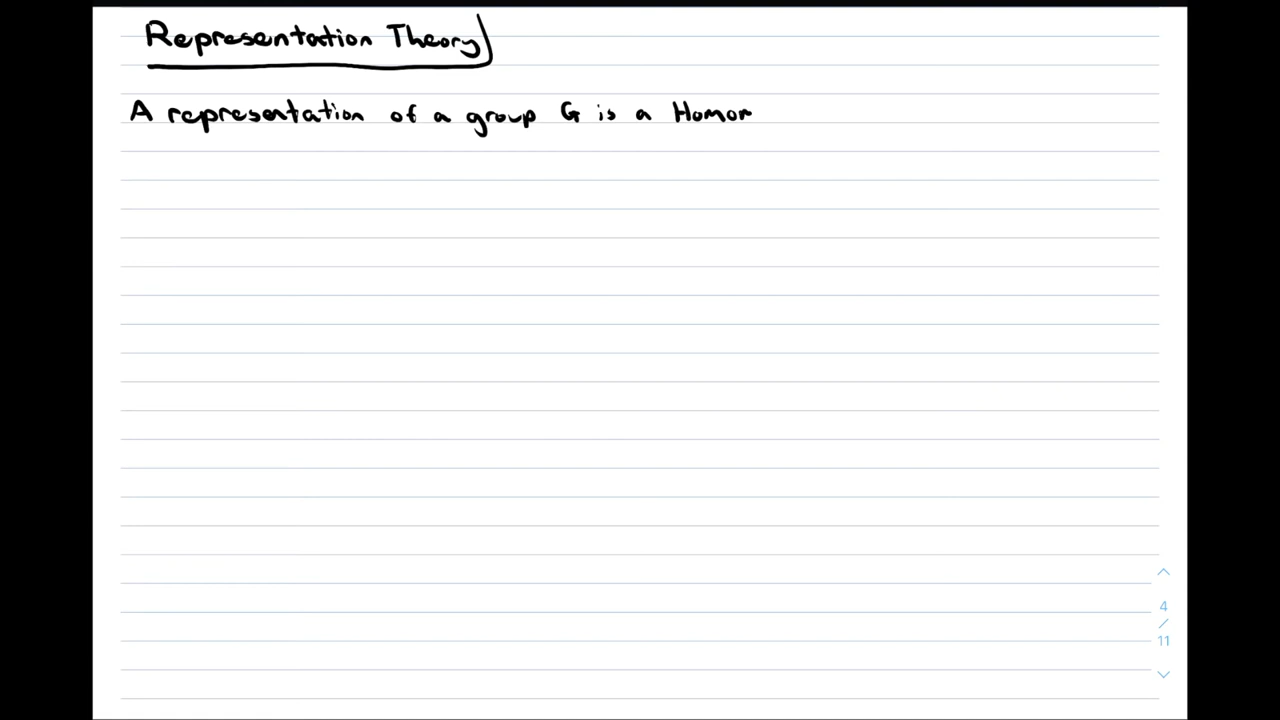 Representation Theory
A representation of a group G is a Homom
4
/
11